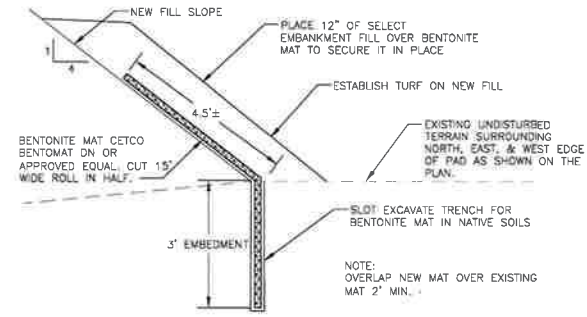 NEW FILL SLOPE
1
4
PLACE 12" OF SELECT
EMBANKMENT FILL OVER BENTONITE
MAT TO SECURE IT IN PLACE
ESTABLISH TURF ON NEW FILL
4.5'±
BENTONITE MAT CETCO
BENTOMAT DN OR
APPROVED EQUAL. CUT 15'
WIDE ROLL IN HALF.
EXISTING UNDISTURBED
TERRAIN SURROUNDING
NORTH, EAST, & WEST EDGE
OF PAD AS SHOWN ON THE
PLAN.
3' EMBEDMENT
SLOT EXCAVATE TRENCH FOR
BENTONITE MAT IN NATIVE SOILS
NOTE:
OVERLAP NEW MAT OVER EXISTING
MAT 2' MIN.